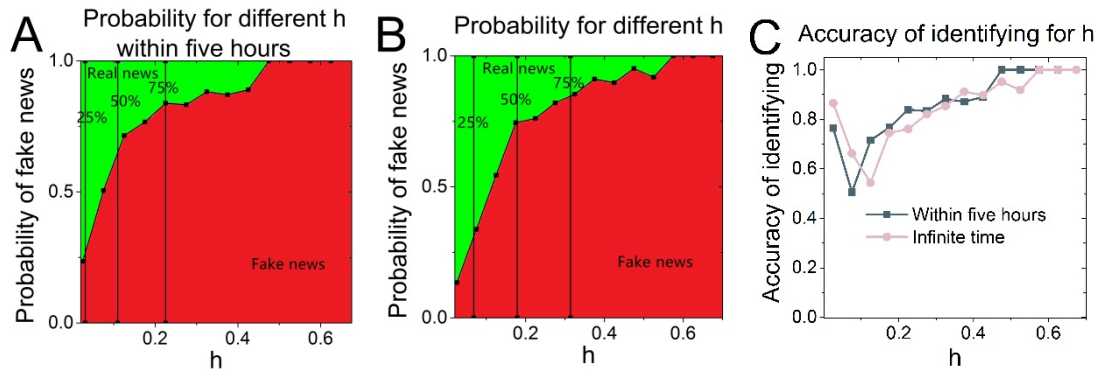 A
Probability for different h
within five hours
Probability of fake news
1.0
0.5
0.0
Real news
25%
50%
75%
Fake news
0.2
0.4
0.6
h
B
Probability for different h
Probability of fake news
1.0
0.5
0.0
Real news
25%
50%
75%
Fake news
0.2
0.4
0.6
h
C
Accuracy of identifying for h
Accuracy of identifying
1.0
0.8
0.6
0.4
0.2
0.0
Within five hours
Infinite time
0.2
0.4
0.6
h